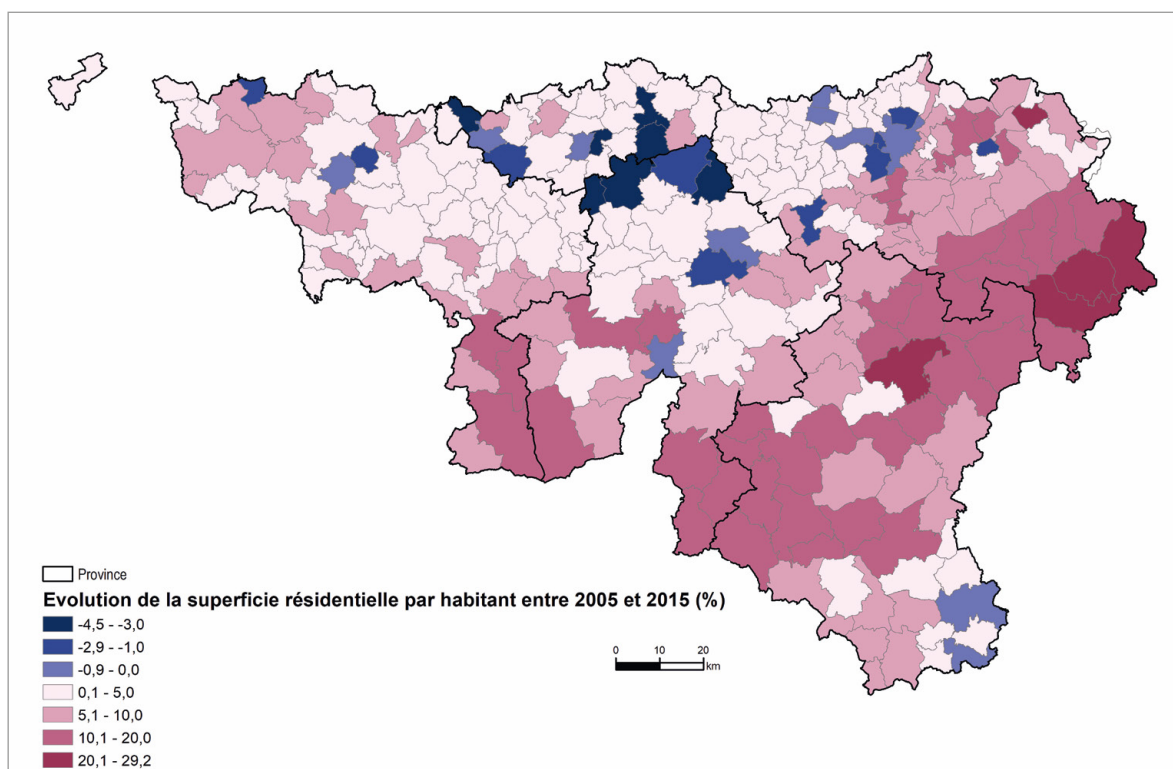 Province
Evolution de la superficie résidentielle par habitant entre 2005 et 2015 (%)
-4,5 - -3,0
-2,9 - -1,0
-0,9 - 0,0
0,1 - 5,0
5,1 - 10,0
10,1 - 20,0
20,1 - 29,2
0 10 20
km